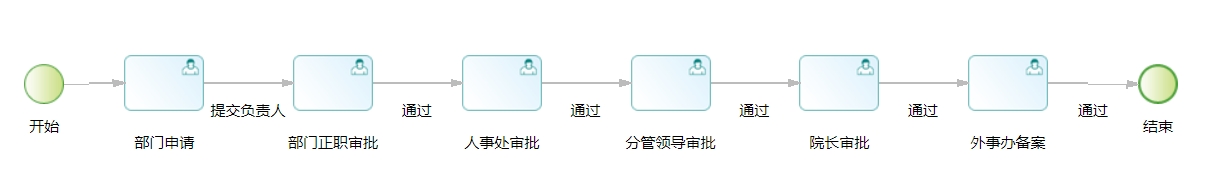 开始
部门申请
提交负责人
部门正职审批
通过
人事处审批
通过
分管领导审批
通过
院长审批
通过
外事办备案
通过
结束